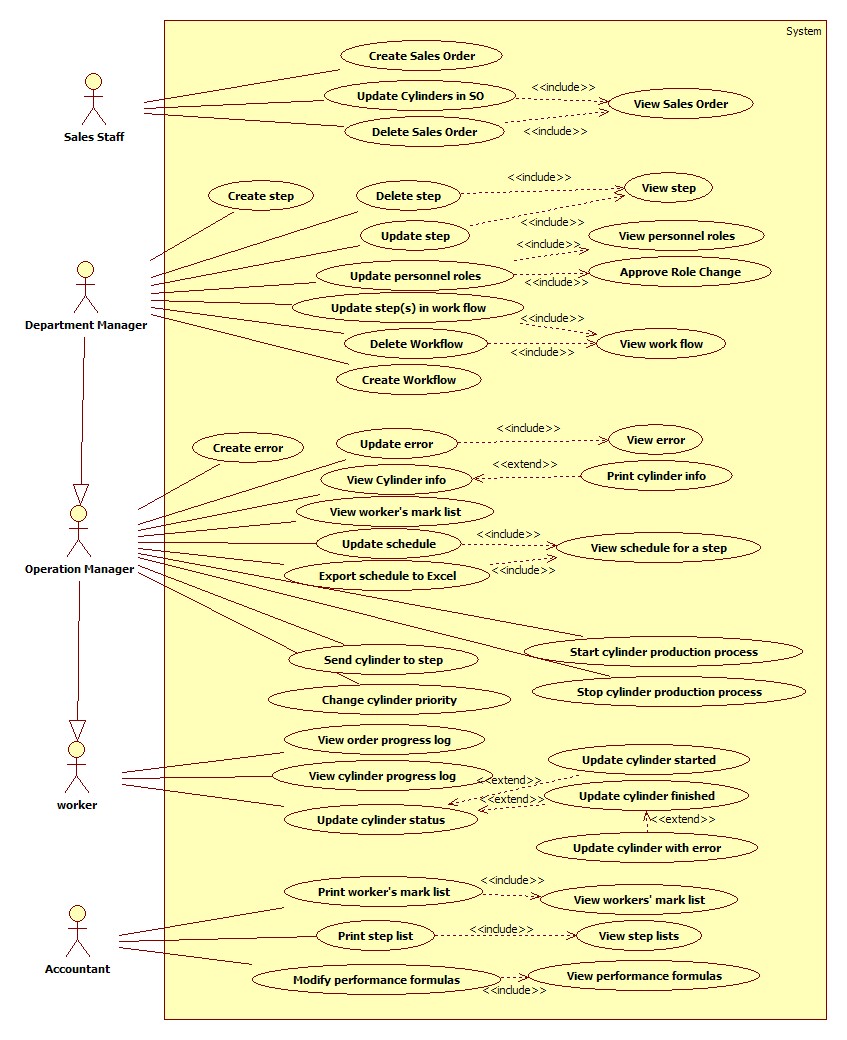 System
Create Sales Order
Update Cylinders in SO
<<include>>
View Sales Order
Delete Sales Order
<<include>>
Sales Staff
Create step
Delete step
<<include>>
View step
Update step
<<include>>
View personnel roles
<<include>>
Update personnel roles
<<include>>
Approve Role Change
Update step(s) in work flow
<<include>>
Department Manager
Delete Workflow
<<include>>
View work flow
Create Workflow
Create error
Update error
<<include>>
View error
View Cylinder info
<<extend>>
Print cylinder info
View worker's mark list
Update schedule
<<include>>
View schedule for a step
Operation Manager
Export schedule to Excel
<<include>>
Start cylinder production process
Send cylinder to step
Stop cylinder production process
Change cylinder priority
View order progress log
Update cylinder started
View cylinder progress log
<<extend>>
worker
<<extend>>
Update cylinder finished
Update cylinder status
<<extend>>
Update cylinder with error
Print worker's mark list
<<include>>
View workers' mark list
Print step list
<<include>>
View step lists
Accountant
Modify performance formulas
<<include>>
View performance formulas